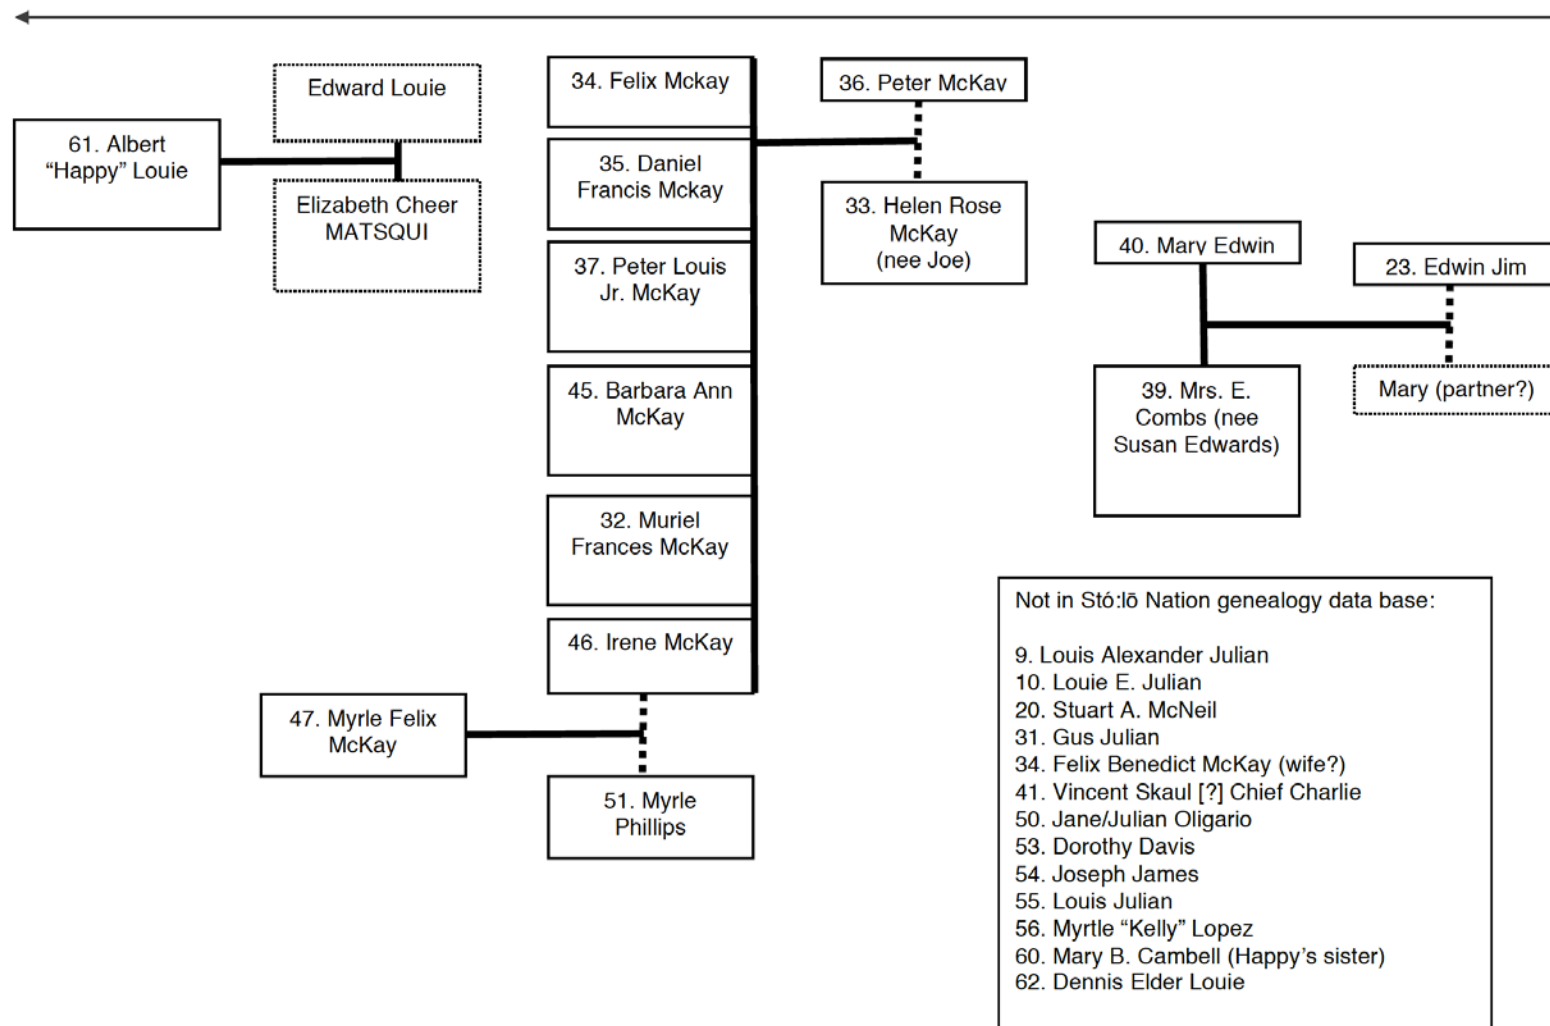 Edward Louie
61. Albert
“Happy” Louie
Elizabeth Cheer
MATSQUI
34. Felix Mckay
35. Daniel
Francis Mckay
37. Peter Louis
Jr. McKay
45. Barbara Ann
McKay
32. Muriel
Frances McKay
46. Irene McKay
47. Myrle Felix
McKay
51. Myrle
Phillips
36. Peter McKay
33. Helen Rose
McKay
(nee Joe)
40. Mary Edwin
23. Edwin Jim
39. Mrs. E.
Combs (nee
Susan Edwards)
Mary (partner?)
Not in Stó:lō Nation genealogy data base:
9. Louis Alexander Julian
10. Louie E. Julian
20. Stuart A. McNeil
31. Gus Julian
34. Felix Benedict McKay (wife?)
41. Vincent Skaul [?] Chief Charlie
50. Jane/Julian Oligario
53. Dorothy Davis
54. Joseph James
55. Louis Julian
56. Myrtle “Kelly” Lopez
60. Mary B. Cambell (Happy’s sister)
62. Dennis Elder Louie